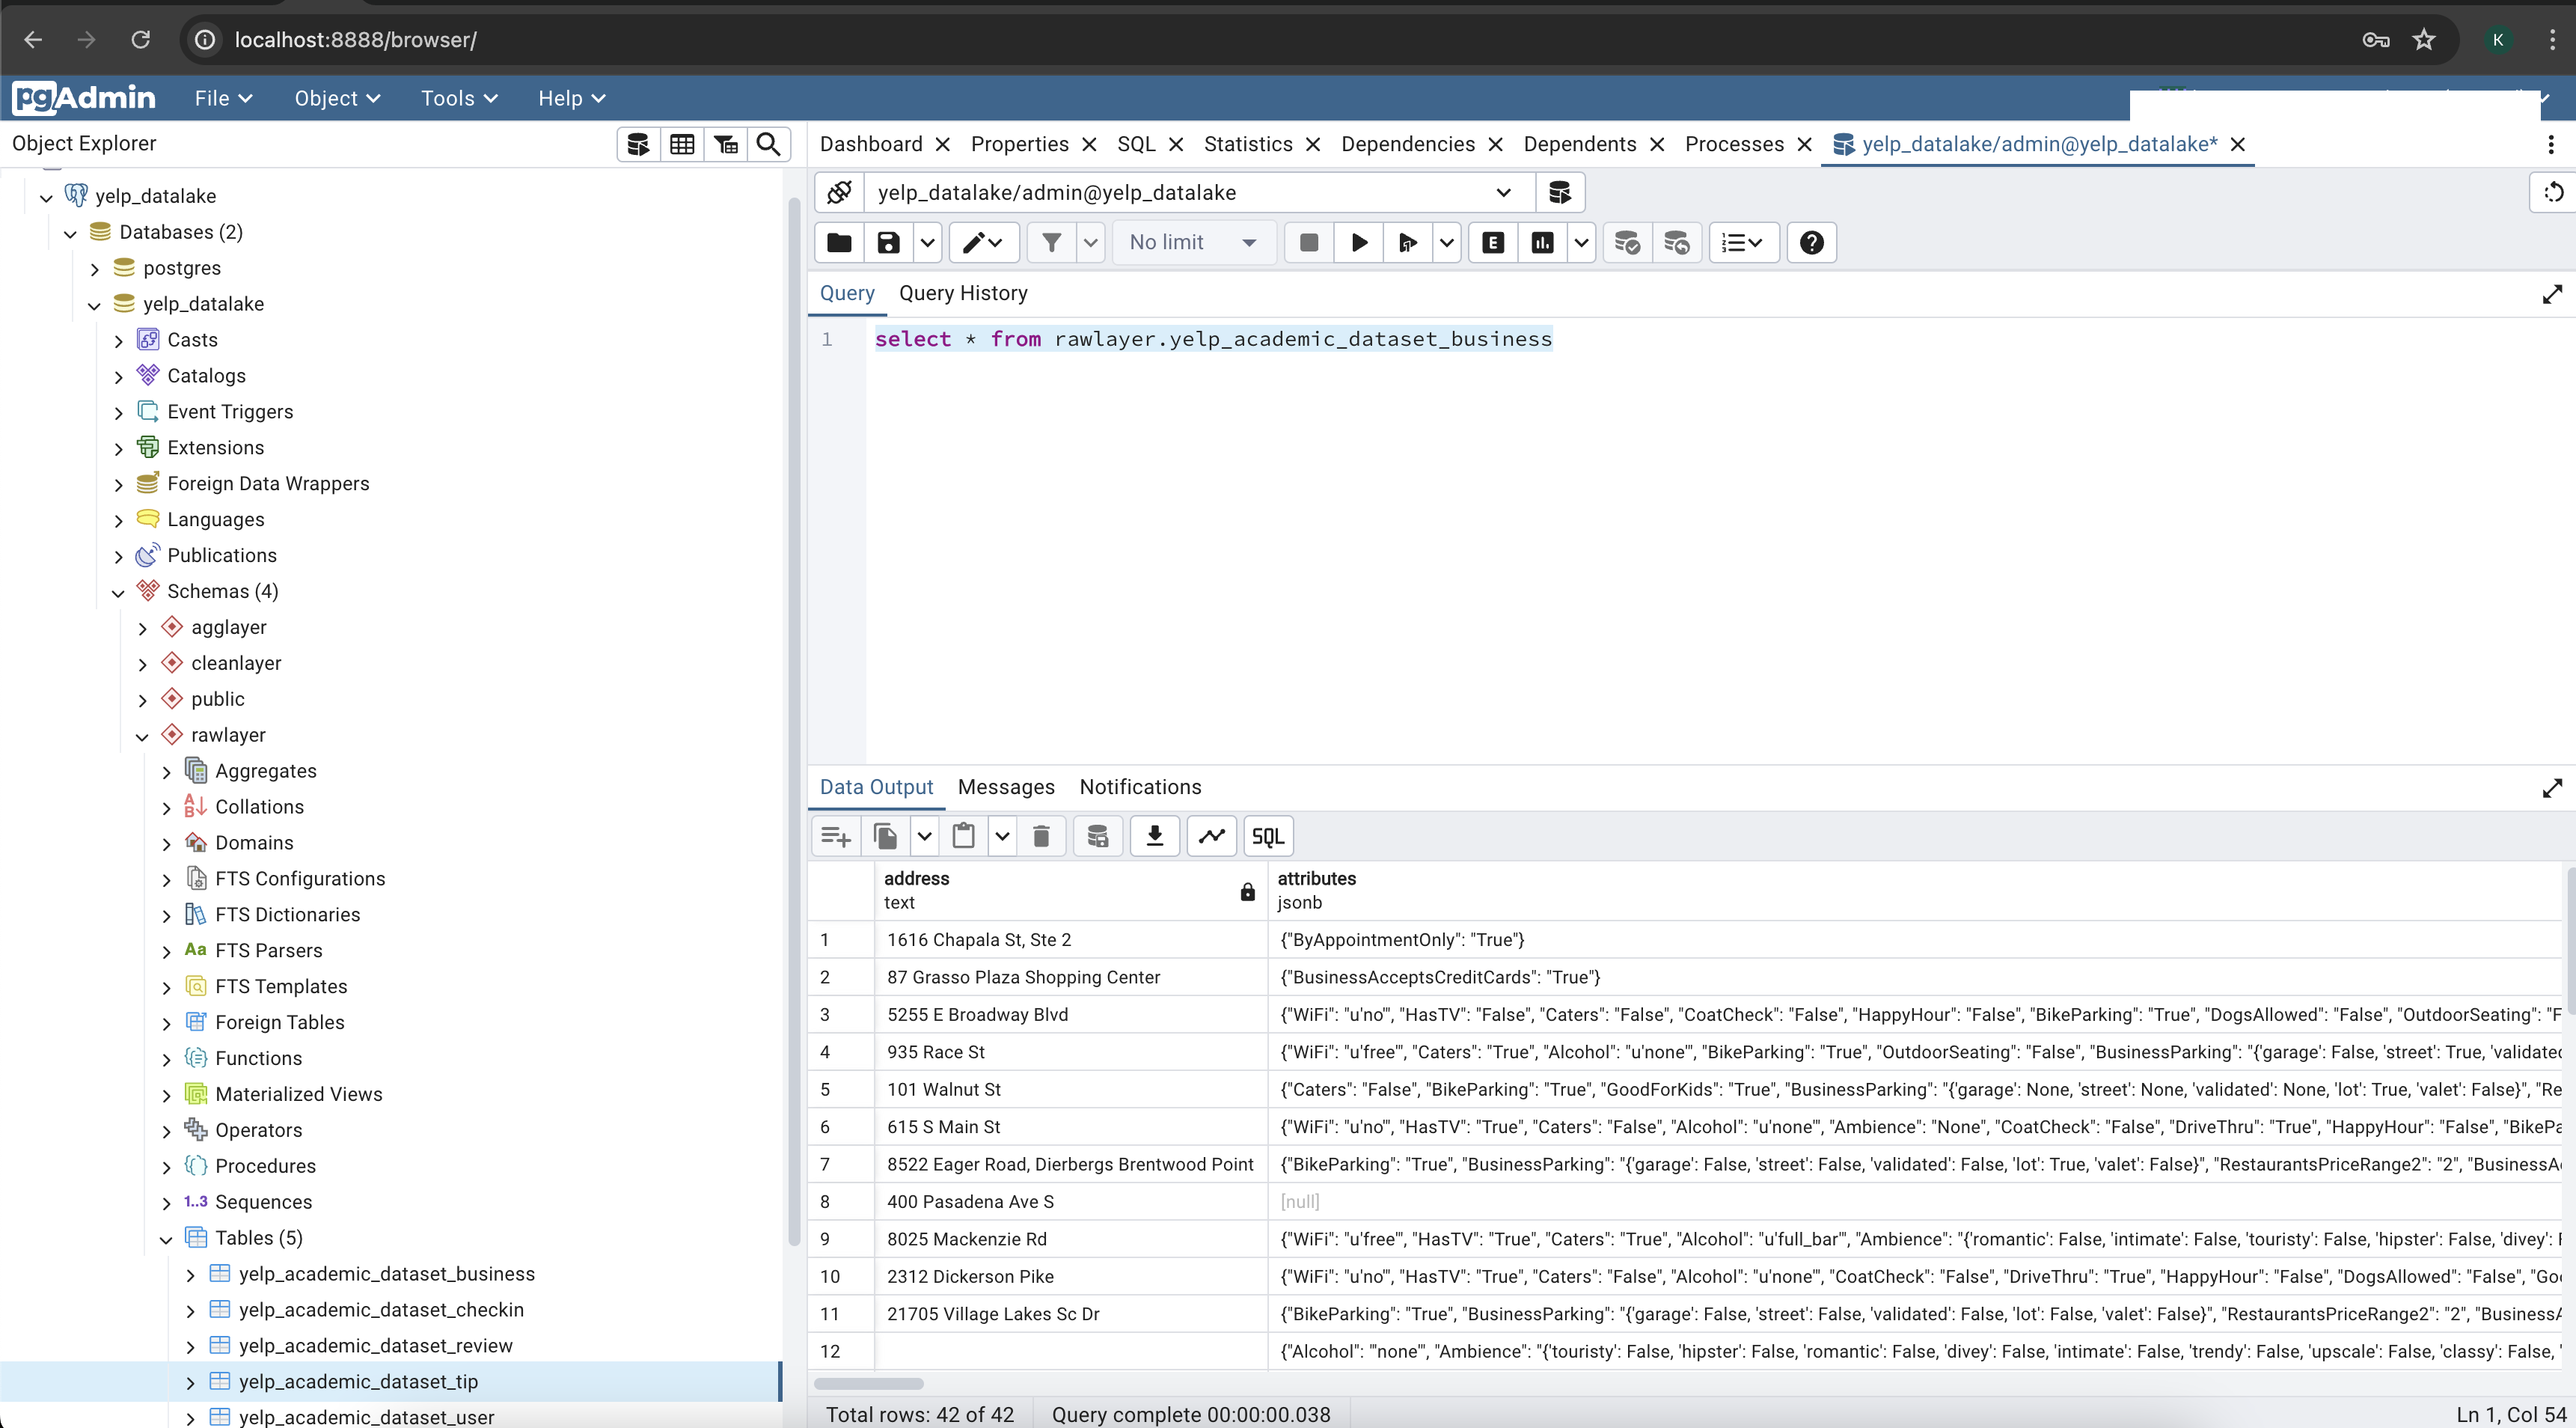 localhost:8888/browser/
K
pgAdmin File Object Tools Help
Object Explorer
Dashboard Properties SQL Statistics Dependencies Dependents Processes yelp_datalake/admin@yelp_datalake*
yelp_datalake
Databases (2)
postgres
yelp_datalake
Casts
Catalogs
Event Triggers
Extensions
Foreign Data Wrappers
Languages
Publications
Schemas (4)
agglayer
cleanlayer
public
rawlayer
Aggregates
Collations
Domains
FTS Configurations
FTS Dictionaries
Aa FTS Parsers
FTS Templates
Foreign Tables
Functions
Materialized Views
Operators
Procedures
1..3 Sequences
Tables (5)
yelp_academic_dataset_business
yelp_academic_dataset_checkin
yelp_academic_dataset_review
yelp_academic_dataset_tip
yelp_academic_dataset_user
yelp_datalake/admin@yelp_datalake
No limit
E
Query Query History
1 select * from rawlayer.yelp_academic_dataset_business
Data Output Messages Notifications
SQL
address attributes
text jsonb
1 1616 Chapala St, Ste 2 {"ByAppointmentOnly": "True"}
2 87 Grasso Plaza Shopping Center {"BusinessAcceptsCreditCards": "True"}
3 5255 E Broadway Blvd {"WiFi": "u'no'", "HasTV": "False", "Caters": "False", "CoatCheck": "False", "HappyHour": "False", "BikeParking": "True", "DogsAllowed": "False", "OutdoorSeating": "F
4 935 Race St {"WiFi": "u'free'", "Caters": "True", "Alcohol": "u'none'", "BikeParking": "True", "OutdoorSeating": "False", "BusinessParking": "{'garage': False, 'street': True, 'validated
5 101 Walnut St {"Caters": "False", "BikeParking": "True", "GoodForKids": "True", "BusinessParking": "{'garage': None, 'street': None, 'validated': None, 'lot': True, 'valet': False}", "Re
6 615 S Main St {"WiFi": "u'no'", "HasTV": "True", "Caters": "False", "Alcohol": "u'none'", "Ambience": "None", "CoatCheck": "False", "DriveThru": "True", "HappyHour": "False", "BikePa
7 8522 Eager Road, Dierbergs Brentwood Point {"BikeParking": "True", "BusinessParking": "{'garage': False, 'street': False, 'validated': False, 'lot': True, 'valet': False}", "RestaurantsPriceRange2": "2", "BusinessA
8 400 Pasadena Ave S [null]
9 8025 Mackenzie Rd {"WiFi": "u'free'", "HasTV": "True", "Caters": "True", "Alcohol": "u'full_bar'", "Ambience": "{'romantic': False, 'intimate': False, 'touristy': False, 'hipster': False, 'divey': F
10 2312 Dickerson Pike {"WiFi": "u'no'", "HasTV": "True", "Caters": "False", "Alcohol": "u'none'", "CoatCheck": "False", "DriveThru": "True", "HappyHour": "False", "DogsAllowed": "False", "Go
11 21705 Village Lakes Sc Dr {"BikeParking": "True", "BusinessParking": "{'garage': False, 'street': False, 'validated': False, 'lot': False, 'valet': False}", "RestaurantsPriceRange2": "2", "BusinessA
12 {"Alcohol": "'none'", "Ambience": "{'touristy': False, 'hipster': False, 'romantic': False, 'divey': False, 'intimate': False, 'trendy': False, 'upscale': False, 'classy': False, '
Total rows: 42 of 42 Query complete 00:00:00.038 Ln 1, Col 54